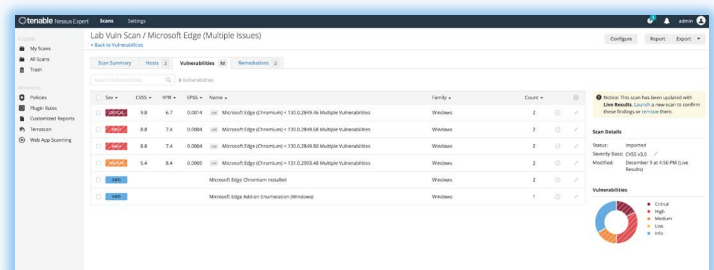 tenable Nessus Expert Scans Settings admin
Lab Vuln Scan / Microsoft Edge (Multiple Issues)
< Back to Vulnerabilities
Configure Report Export
FOLDERS
My Scans
All Scans
Trash
RESOURCES
Policies
Plugin Rules
Customized Reports
Terrascan
Web App Scanning
Scan Summary Hosts 2 Vulnerabilities 52 Remediations 2
Search Vulnerabilities 6 Vulnerabilities
Sev CVSS VPR EPSS Name Family Count
CRITICAL 9.8 6.7 0.0014 LIVE Microsoft Edge (Chromium) < 130.0.2849.46 Multiple Vulnerabilities Windows 2
HIGH 8.8 7.4 0.0004 LIVE Microsoft Edge (Chromium) < 130.0.2849.68 Multiple Vulnerabilities Windows 2
HIGH 8.8 7.4 0.0004 LIVE Microsoft Edge (Chromium) < 130.0.2849.80 Multiple Vulnerabilities Windows 2
MEDIUM 5.4 8.4 0.0005 LIVE Microsoft Edge (Chromium) < 131.0.2903.48 Multiple Vulnerabilities Windows 2
INFO Microsoft Edge Chromium Installed Windows 2
INFO Microsoft Edge Add-on Enumeration (Windows) Windows 1
Notice: This scan has been updated with
Live Results. Launch a new scan to confirm
these findings or remove them.
Scan Details
Status: Imported
Severity Base: CVSS v3.0
Modified: December 9 at 4:56 PM (Live
Results)
Vulnerabilities
Critical
High
Medium
Low
Info